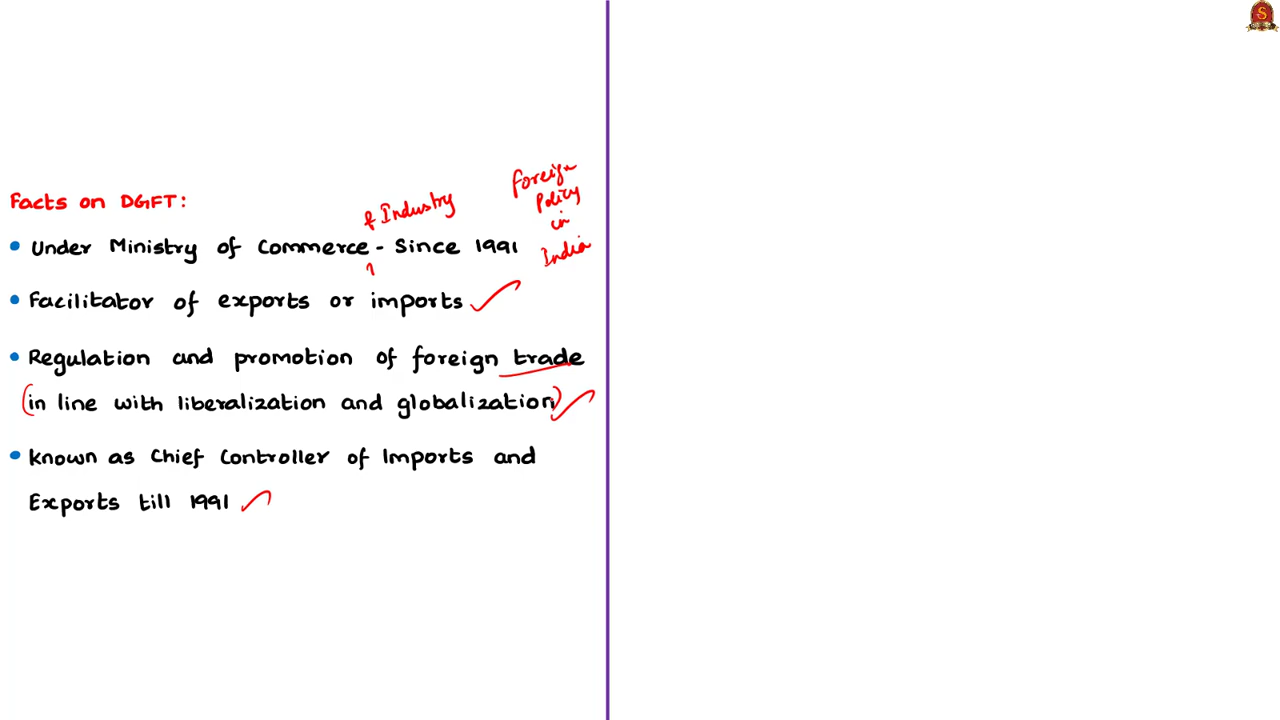 Facts on DGFT:
& Industry
Foreign
Policy
in
India
• Under Ministry of Commerce - Since 1991
• Facilitator of exports or imports
• Regulation and promotion of foreign trade
(in line with liberalization and globalization)
• Known as Chief Controller of Imports and
Exports till 1991
S